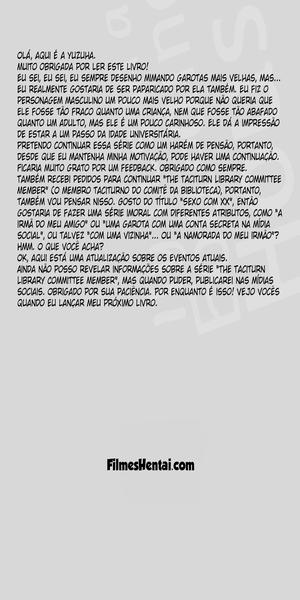 OLÁ, AQUI É A YUZUHA.
MUITO OBRIGADA POR LER ESTE LIVRO!
EU SEI, EU SEI, EU SEMPRE DESENHO MIMANDO GAROTAS MAIS VELHAS, MAS...
EU REALMENTE GOSTARIA DE SER PAPARICADO POR ELA TAMBÉM. EU FIZ O
PERSONAGEM MASCULINO UM POUCO MAIS VELHO PORQUE NÃO QUERIA QUE
ELE FOSSE TÃO FRACO QUANTO UMA CRIANÇA, NEM QUE FOSSE TÃO ABAFADO
QUANTO UM ADULTO, MAS ELE É UM POUCO CARINHOSO. ELE DÁ A IMPRESSÃO
DE ESTAR A UM PASSO DA IDADE UNIVERSITÁRIA.
PRETENDO CONTINUAR ESSA SÉRIE COMO UM HARÉM DE PENSÃO, PORTANTO,
DESDE QUE EU MANTENHA MINHA MOTIVAÇÃO, PODE HAVER UMA CONTINUAÇÃO.
FICARIA MUITO GRATO POR UM FEEDBACK. OBRIGADO COMO SEMPRE.
TAMBÉM RECEBI PEDIDOS PARA CONTINUAR "THE TACITURN LIBRARY COMMITTEE
MEMBER" (O MEMBRO TACITURNO DO COMITÊ DA BIBLIOTECA), PORTANTO,
TAMBÉM VOU PENSAR NISSO. GOSTO DO TÍTULO "SEXO COM XX", ENTÃO
GOSTARIA DE FAZER UMA SÉRIE IMORAL COM DIFERENTES ATRIBUTOS, COMO "A
IRMÃ DO MEU AMIGO" OU "UMA GAROTA COM UMA CONTA SECRETA NA MÍDIA
SOCIAL", OU TALVEZ "COM UMA VIZINHA"... OU "A NAMORADA DO MEU IRMÃO"?
HMM. O QUE VOCÊ ACHA?
OK, AQUI ESTÁ UMA ATUALIZAÇÃO SOBRE OS EVENTOS ATUAIS.
AINDA NÃO POSSO REVELAR INFORMAÇÕES SOBRE A SÉRIE "THE TACITURN
LIBRARY COMMITTEE MEMBER", MAS QUANDO PUDER, PUBLICAREI NAS MÍDIAS
SOCIAIS. OBRIGADO POR SUA PACIÊNCIA. POR ENQUANTO É ISSO! VEJO VOCÊS
QUANDO EU LANÇAR MEU PRÓXIMO LIVRO.
FilmesHentai.com